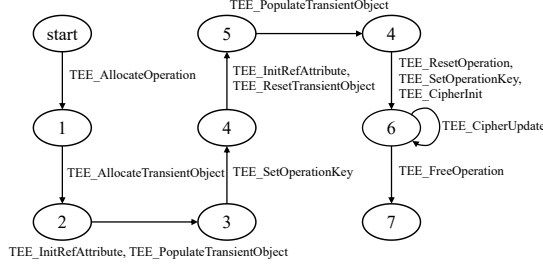 TEE_PopulateTransientObject
start
5
4
TEE_AllocateOperation
TEE_InitRefAttribute,
TEE_ResetTransientObject
TEE_ResetOperation,
TEE_SetOperationKey,
TEE_CipherInit
1
4
6
TEE_CipherUpdate
TEE_AllocateTransientObject
TEE_SetOperationKey
TEE_FreeOperation
2
3
7
TEE_InitRefAttribute, TEE_PopulateTransientObject